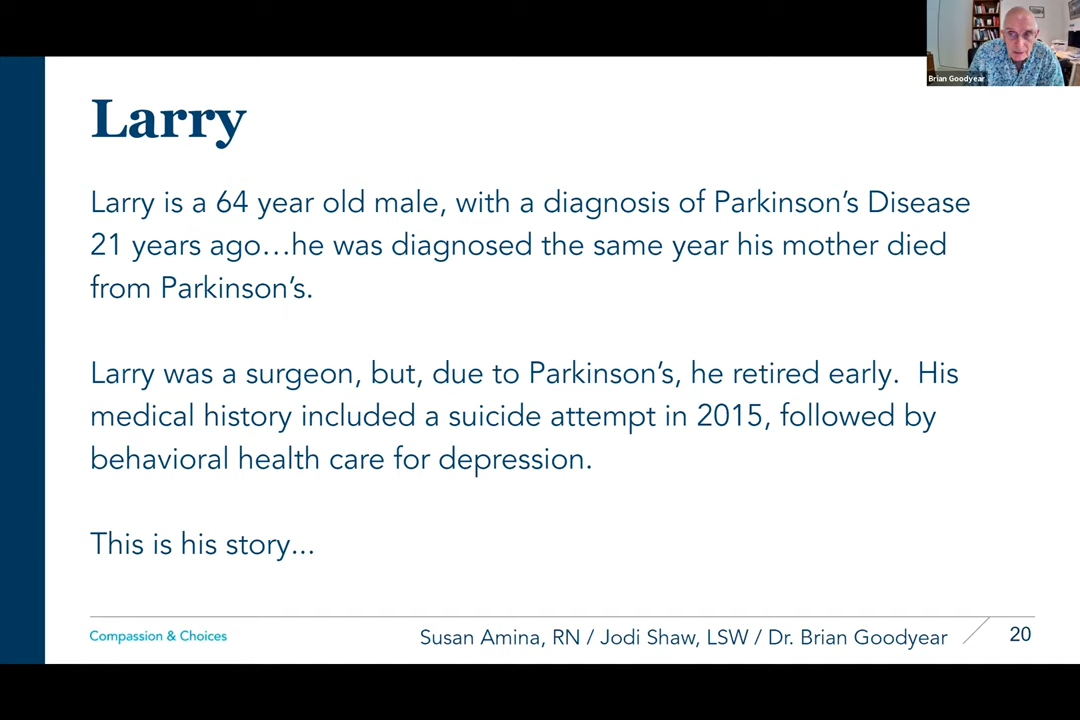 Brian Goodyear
Larry
Larry is a 64 year old male, with a diagnosis of Parkinson’s Disease
21 years ago...he was diagnosed the same year his mother died
from Parkinson’s.
Larry was a surgeon, but, due to Parkinson’s, he retired early.  His
medical history included a suicide attempt in 2015, followed by
behavioral health care for depression.
This is his story...
Compassion & Choices
Susan Amina, RN / Jodi Shaw, LSW / Dr. Brian Goodyear
20